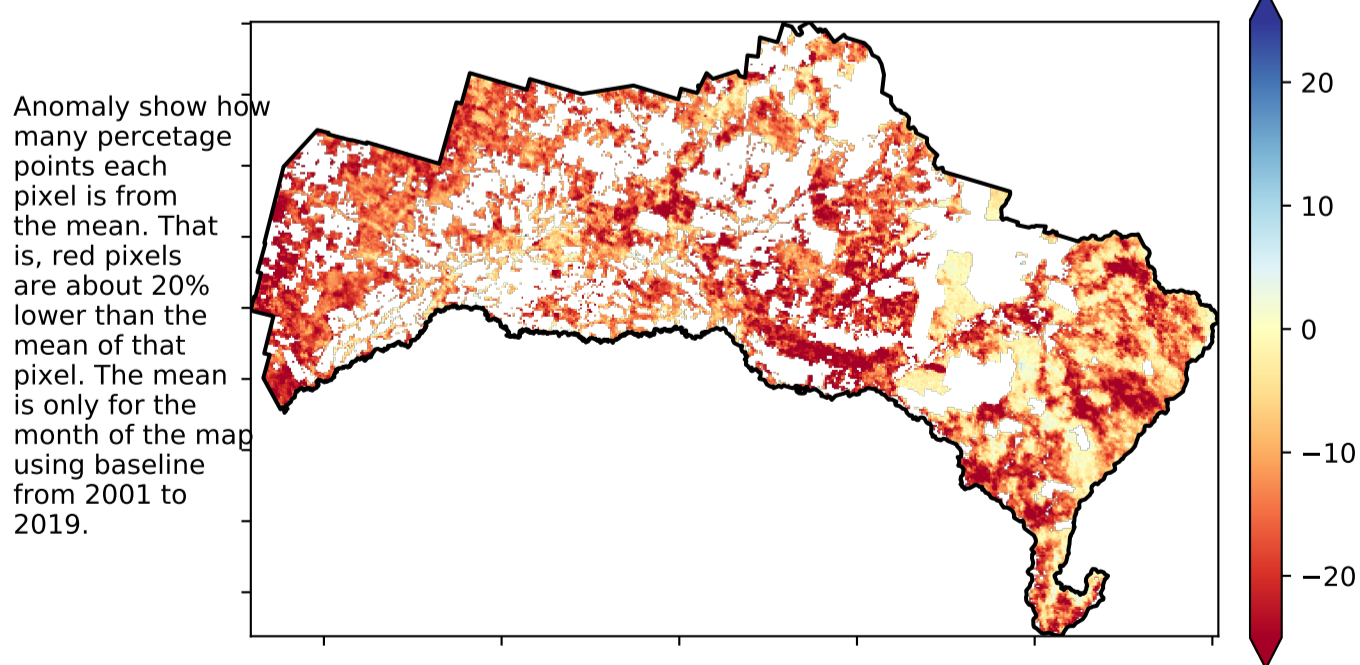 Anomaly show how
many percetage
points each
pixel is from
the mean. That
is, red pixels
are about 20%
lower than the
mean of that
pixel. The mean
is only for the
month of the map
using baseline
from 2001 to
2019.
20
10
0
−10
−20